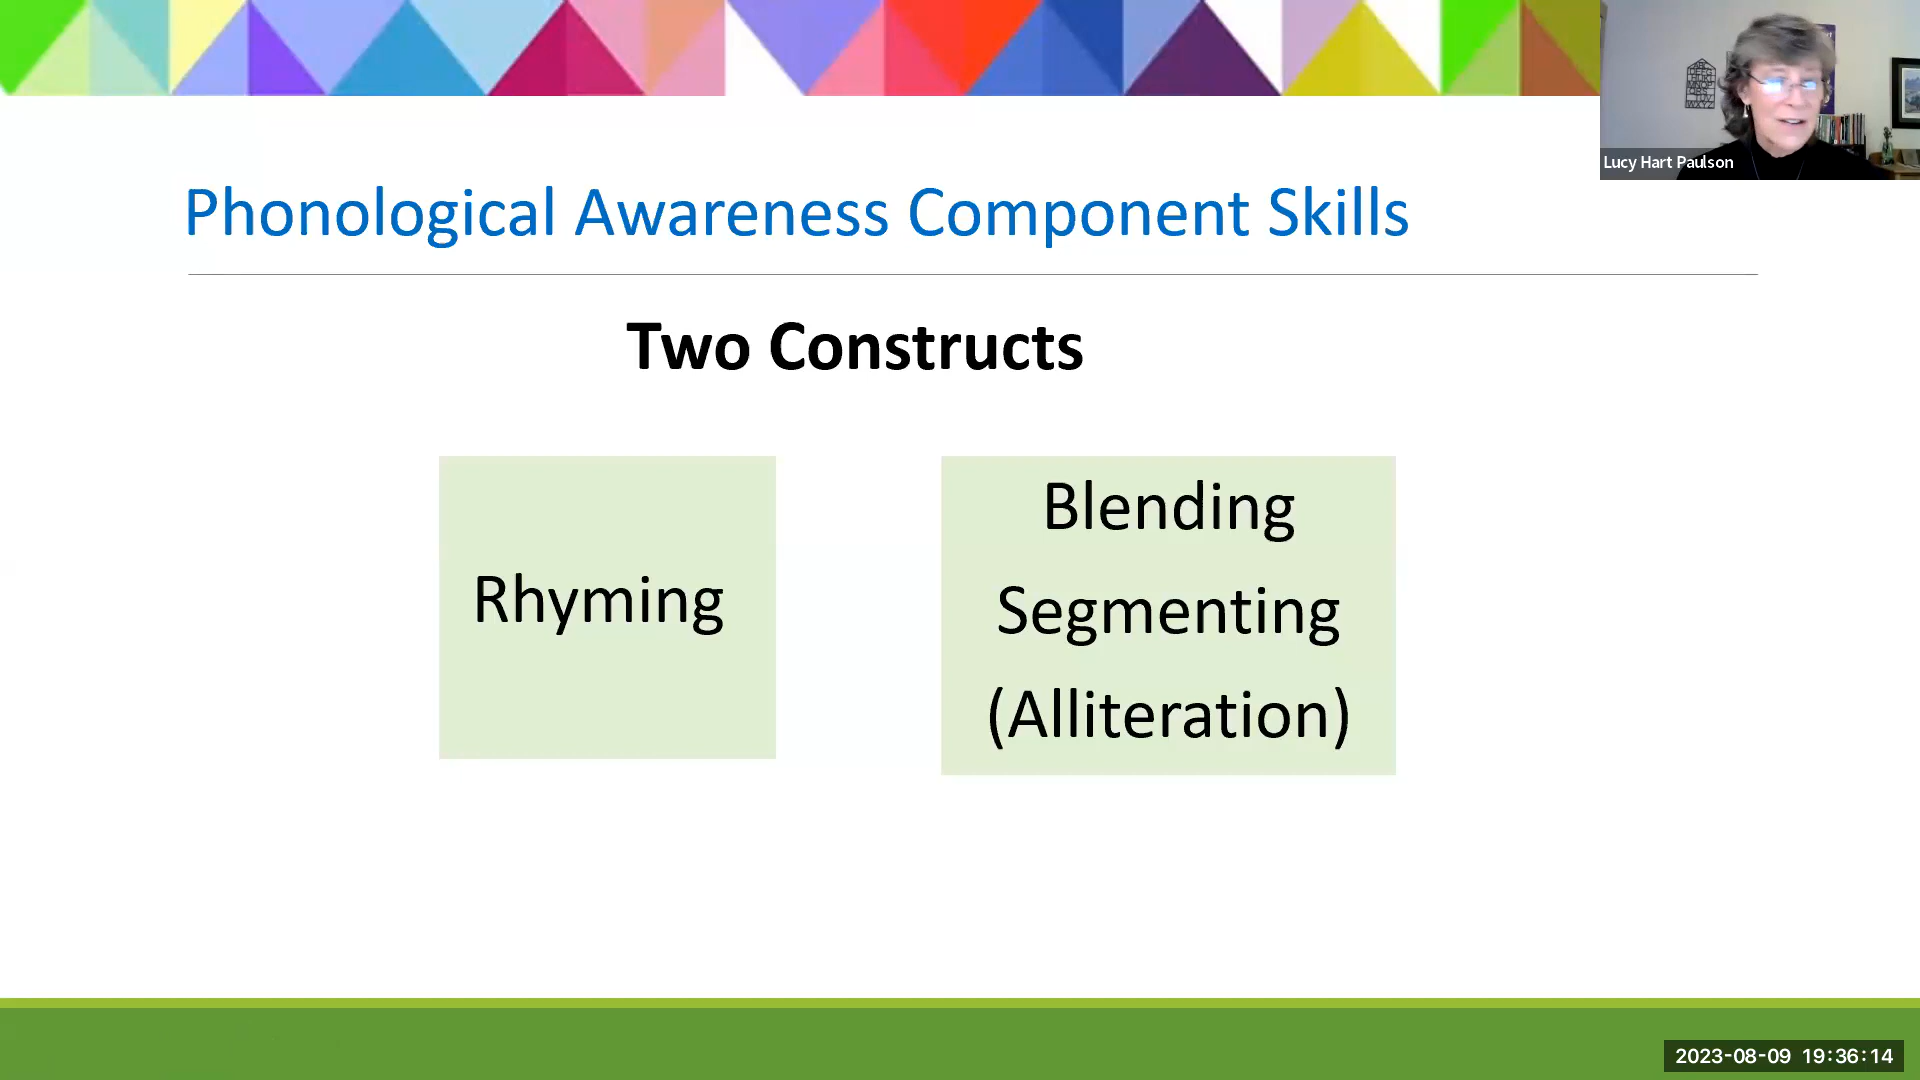 Lucy Hart Paulson
Phonological Awareness Component Skills
Two Constructs
Rhyming
Blending
Segmenting
(Alliteration)
2023-08-09 19:36:14